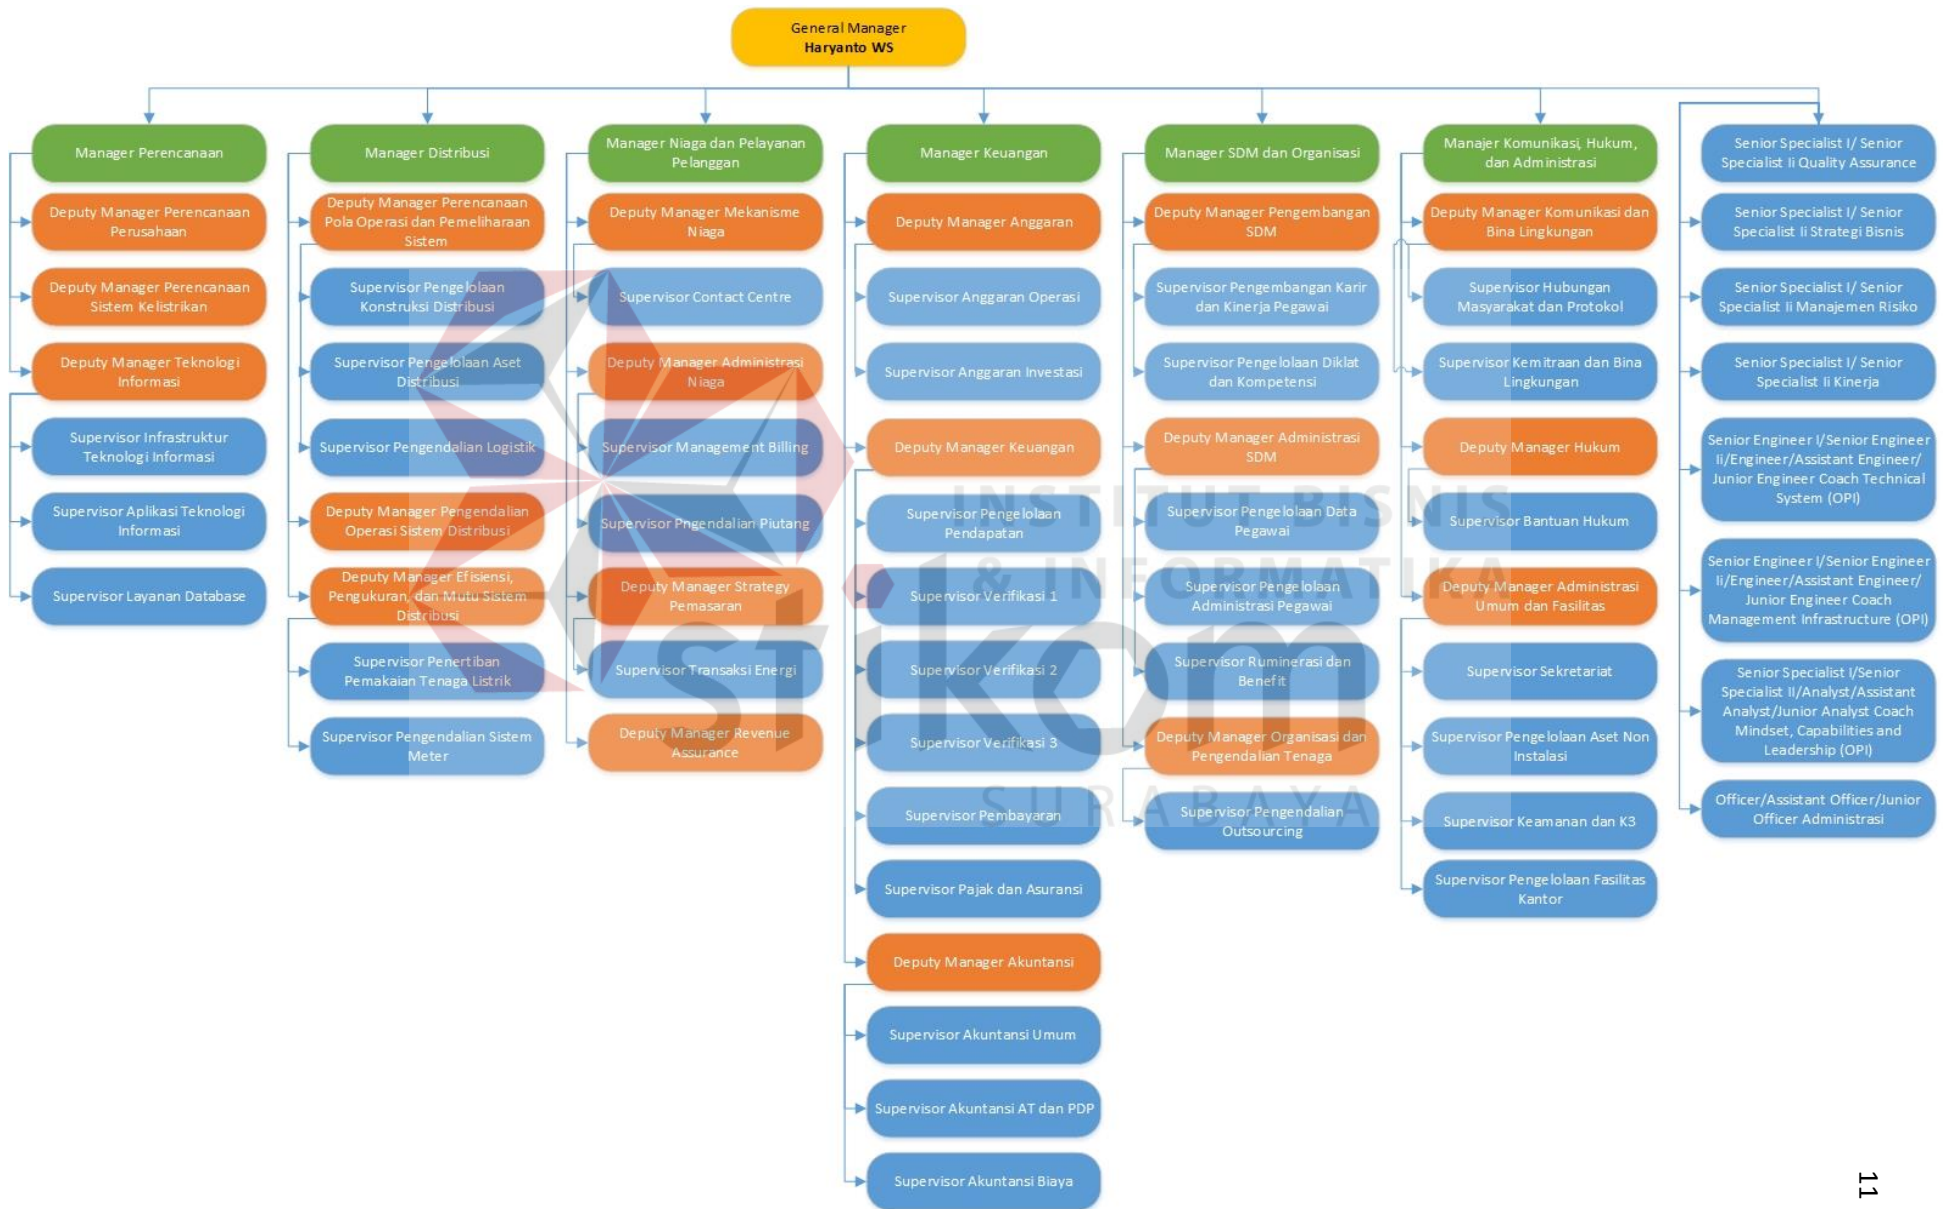 General Manager
Haryanto WS
Manager Perencanaan
Deputy Manager Perencanaan
Perusahaan
Deputy Manager Perencanaan
Sistem Kelistrikan
Deputy Manager Teknologi
Informasi
Supervisor Infrastruktur
Teknologi Informasi
Supervisor Aplikasi Teknologi
Informasi
Supervisor Layanan Database
Manager Distribusi
Deputy Manager Perencanaan
Pola Operasi dan Pemeliharaan
Sistem
Supervisor Pengelolaan
Konstruksi Distribusi
Supervisor Pengelolaan Aset
Distribusi
Supervisor Pengendalian Logistik
Deputy Manager Pengendalian
Operasi Sistem Distribusi
Deputy Manager Efisiensi,
Pengukuran, dan Mutu Sistem
Distribusi
Supervisor Penertiban
Pemakaian Tenaga Listrik
Supervisor Pengendalian Sistem
Meter
Manager Niaga dan Pelayanan
Pelanggan
Deputy Manager Mekanisme
Niaga
Supervisor Contact Centre
Deputy Manager Administrasi
Niaga
Supervisor Management Billing
Supervisor Pngendalian Piutang
Deputy Manager Strategy
Pemasaran
Supervisor Transaksi Energi
Deputy Manager Revenue
Assurance
Manager Keuangan
Deputy Manager Anggaran
Supervisor Anggaran Operasi
Supervisor Anggaran Investasi
Deputy Manager Keuangan
Supervisor Pengelolaan
Pendapatan
Supervisor Verifikasi 1
Supervisor Verifikasi 2
Supervisor Verifikasi 3
Supervisor Pembayaran
Supervisor Pajak dan Asuransi
Deputy Manager Akuntansi
Supervisor Akuntansi Umum
Supervisor Akuntansi AT dan PDP
Supervisor Akuntansi Biaya
Manager SDM dan Organisasi
Deputy Manager Pengembangan
SDM
Supervisor Pengembangan Karir
dan Kinerja Pegawai
Supervisor Pengelolaan Diklat
dan Kompetensi
Deputy Manager Administrasi
SDM
Supervisor Pengelolaan Data
Pegawai
Supervisor Pengelolaan
Administrasi Pegawai
Supervisor Ruminerasi dan
Benefit
Deputy Manager Organisasi dan
Pengendalian Tenaga
Supervisor Pengendalian
Outsourcing
Manajer Komunikasi, Hukum,
dan Administrasi
Deputy Manager Komunikasi dan
Bina Lingkungan
Supervisor Hubungan
Masyarakat dan Protokol
Supervisor Kemitraan dan Bina
Lingkungan
Deputy Manager Hukum
Supervisor Bantuan Hukum
Deputy Manager Administrasi
Umum dan Fasilitas
Supervisor Sekretariat
Supervisor Pengelolaan Aset Non
Instalasi
Supervisor Keamanan dan K3
Supervisor Pengelolaan Fasilitas
Kantor
Senior Specialist I/ Senior
Specialist Ii Quality Assurance
Senior Specialist I/ Senior
Specialist Ii Strategi Bisnis
Senior Specialist I/ Senior
Specialist Ii Manajemen Risiko
Senior Specialist I/ Senior
Specialist Ii Kinerja
Senior Engineer I/Senior Engineer
Ii/Engineer/Assistant Engineer/
Junior Engineer Coach Technical
System (OPI)
Senior Engineer I/Senior Engineer
Ii/Engineer/Assistant Engineer/
Junior Engineer Coach
Management Infrastructure (OPI)
Senior Specialist I/Senior
Specialist II/Analyst/Assistant
Analyst/Junior Analyst Coach
Mindset, Capabilities and
Leadership (OPI)
Officer/Assistant Officer/Junior
Officer Administrasi
INSTITUT BISNIS
& INFORMATIKA
stikom
SURABAYA
11